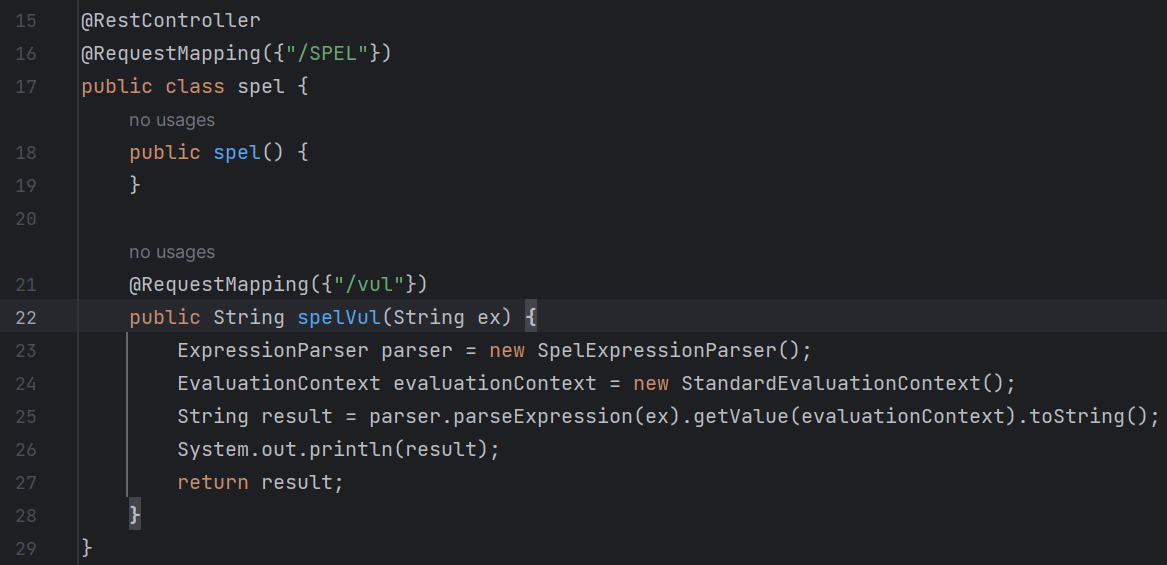 15 @RestController
16 @RequestMapping({"/SPEL"})
17 public class spel {
no usages
18 public spel() {
19 }
20
no usages
21 @RequestMapping({"/vul"})
22 public String spelVul(String ex) {
23 ExpressionParser parser = new SpelExpressionParser();
24 EvaluationContext evaluationContext = new StandardEvaluationContext();
25 String result = parser.parseExpression(ex).getValue(evaluationContext).toString();
26 System.out.println(result);
27 return result;
28 }
29 }